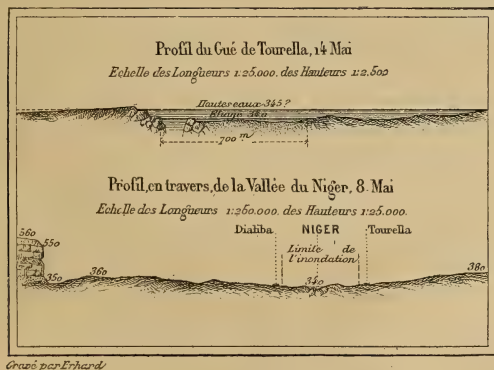 Profil du Gué de Tourella, 14 Mai
Echelle des Longueurs 1:25.000. des Hauteurs 1:2.500
Hautes eaux 345?
Etiage 340
700 m
Profil, en travers, de la Vallée du Niger, 8. Mai
Echelle des Longueurs 1:250.000. des Hauteurs 1:25.000.
Dialiba NIGER Tourella
Limite de
l'inondation
560
550
350
360
340
380
Gravé par Erhard